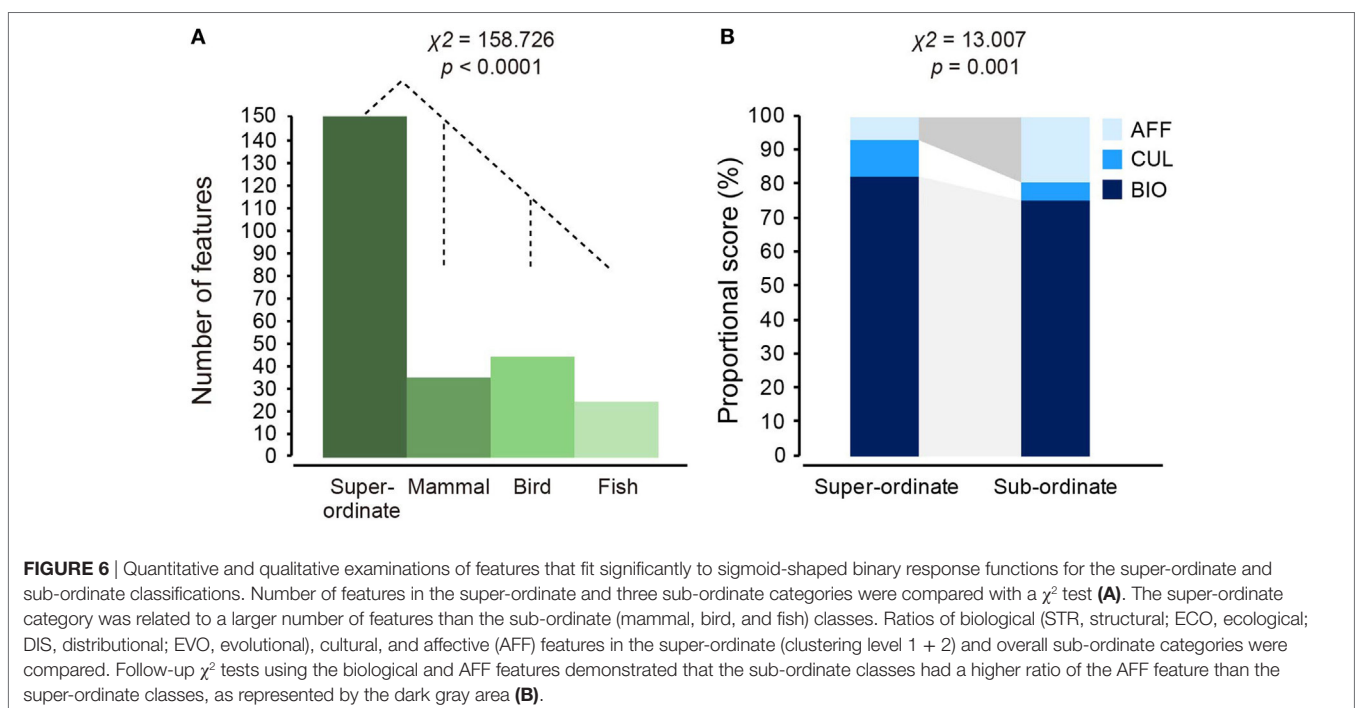 A
χ2 = 158.726
p < 0.0001
Number of features
150
140
130
120
110
100
90
80
70
60
50
40
30
20
10
0
Super-
ordinate
Mammal
Bird
Fish
B
χ2 = 13.007
p = 0.001
Proportional score (%)
100
90
80
70
60
50
40
30
20
10
0
AFF
CUL
BIO
Super-ordinate
Sub-ordinate
FIGURE 6 | Quantitative and qualitative examinations of features that fit significantly to sigmoid-shaped binary response functions for the super-ordinate and
sub-ordinate classifications. Number of features in the super-ordinate and three sub-ordinate categories were compared with a χ² test (A). The super-ordinate
category was related to a larger number of features than the sub-ordinate (mammal, bird, and fish) classes. Ratios of biological (STR, structural; ECO, ecological;
DIS, distributional; EVO, evolutional), cultural, and affective (AFF) features in the super-ordinate (clustering level 1 + 2) and overall sub-ordinate categories were
compared. Follow-up χ² tests using the biological and AFF features demonstrated that the sub-ordinate classes had a higher ratio of the AFF feature than the
super-ordinate classes, as represented by the dark gray area (B).